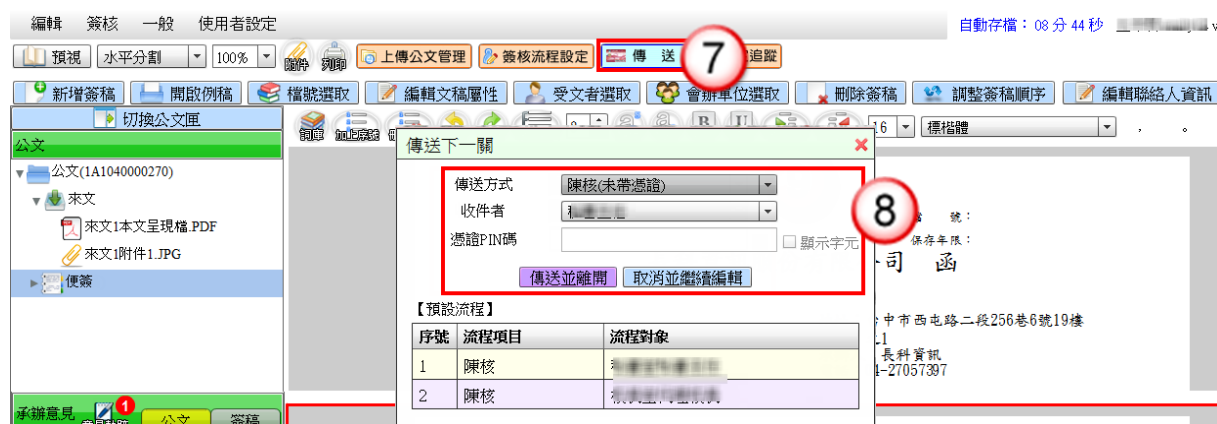 編輯 簽核 一般 使用者設定 自動存檔：08 分 44 秒
預視 水平分割 100% 附件 列印 上傳公文管理 簽核流程設定 傳 送 7 追蹤
新增簽稿 開啟例稿 檔號選取 編輯文稿屬性 受文者選取 會辦單位選取 刪除簽稿 調整簽稿順序 編輯聯絡人資訊
切換公文匣 詞庫 加上序號 B U 16 標楷體 ， 。
公文
公文(1A1040000270)
來文
來文1本文呈現檔.PDF
來文1附件1.JPG
便簽
傳送下一關
傳送方式 陳核(未帶憑證)
收件者
憑證PIN碼 顯示字元
傳送並離開 取消並繼續編輯
8
【預設流程】
序號 流程項目 流程對象
1 陳核
2 陳核
號：
保存年限：
司 函
中市西屯路二段256巷6號19樓
長科資訊
-27057397
承辦意見 1 公文 簽稿